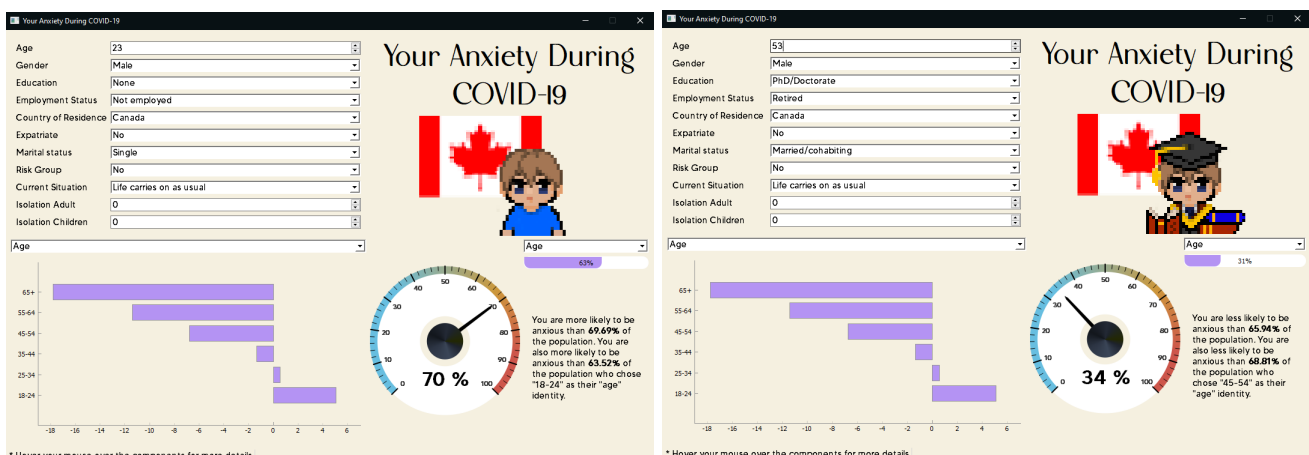 Your Anxiety During COVID-19
Age 23
Gender Male
Education None
Employment Status Not employed
Country of Residence Canada
Expatriate No
Marital status Single
Risk Group No
Current Situation Life carries on as usual
Isolation Adult 0
Isolation Children 0
Your Anxiety During
COVID-19
Age
Age
63%
65+
55-64
45-54
35-44
25-34
18-24
-18 -16 -14 -12 -10 -8 -6 -4 -2 0 2 4 6
0 10 20 30 40 50 60 70 80 90 100
70 %
You are more likely to be
anxious than 69.69% of
the population. You are
also more likely to be
anxious than 63.52% of
the population who chose
"18-24" as their "age"
identity.
* Hover your mouse over the components for more details
Your Anxiety During COVID-19
Age 53
Gender Male
Education PhD/Doctorate
Employment Status Retired
Country of Residence Canada
Expatriate No
Marital status Married/cohabiting
Risk Group No
Current Situation Life carries on as usual
Isolation Adult 0
Isolation Children 0
Your Anxiety During
COVID-19
Age
Age
31%
65+
55-64
45-54
35-44
25-34
18-24
-18 -16 -14 -12 -10 -8 -6 -4 -2 0 2 4 6
0 10 20 30 40 50 60 70 80 90 100
34 %
You are less likely to be
anxious than 65.94% of
the population. You are
also less likely to be
anxious than 68.81% of
the population who
chose "45-54" as their
"age" identity.
* Hover your mouse over the components for more details